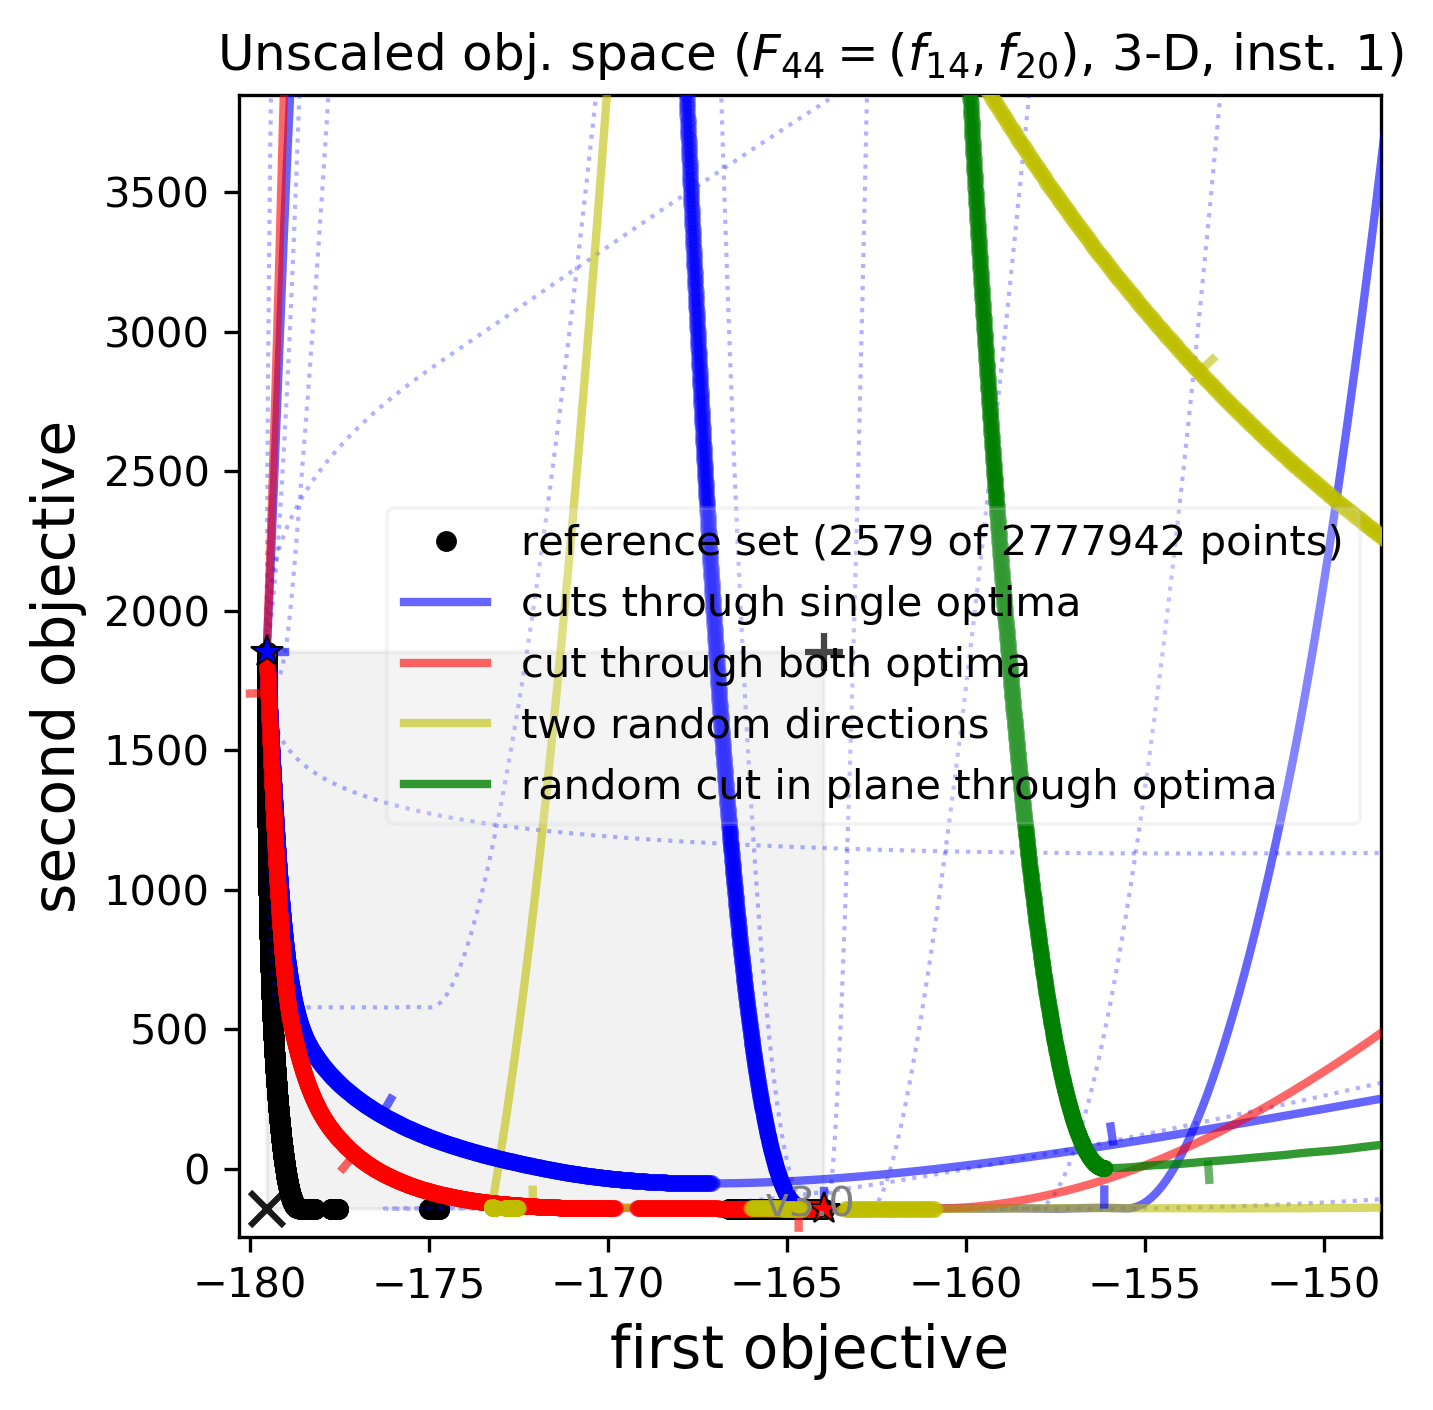 Unscaled obj. space (F₄₄ = (f₁₄, f₂₀), 3-D, inst. 1)
second objective
3500
3000
2500
2000
1500
1000
500
0
reference set (2579 of 2777942 points)
cuts through single optima
cut through both optima
two random directions
random cut in plane through optima
−180
−175
−170
−165
−160
−155
−150
first objective